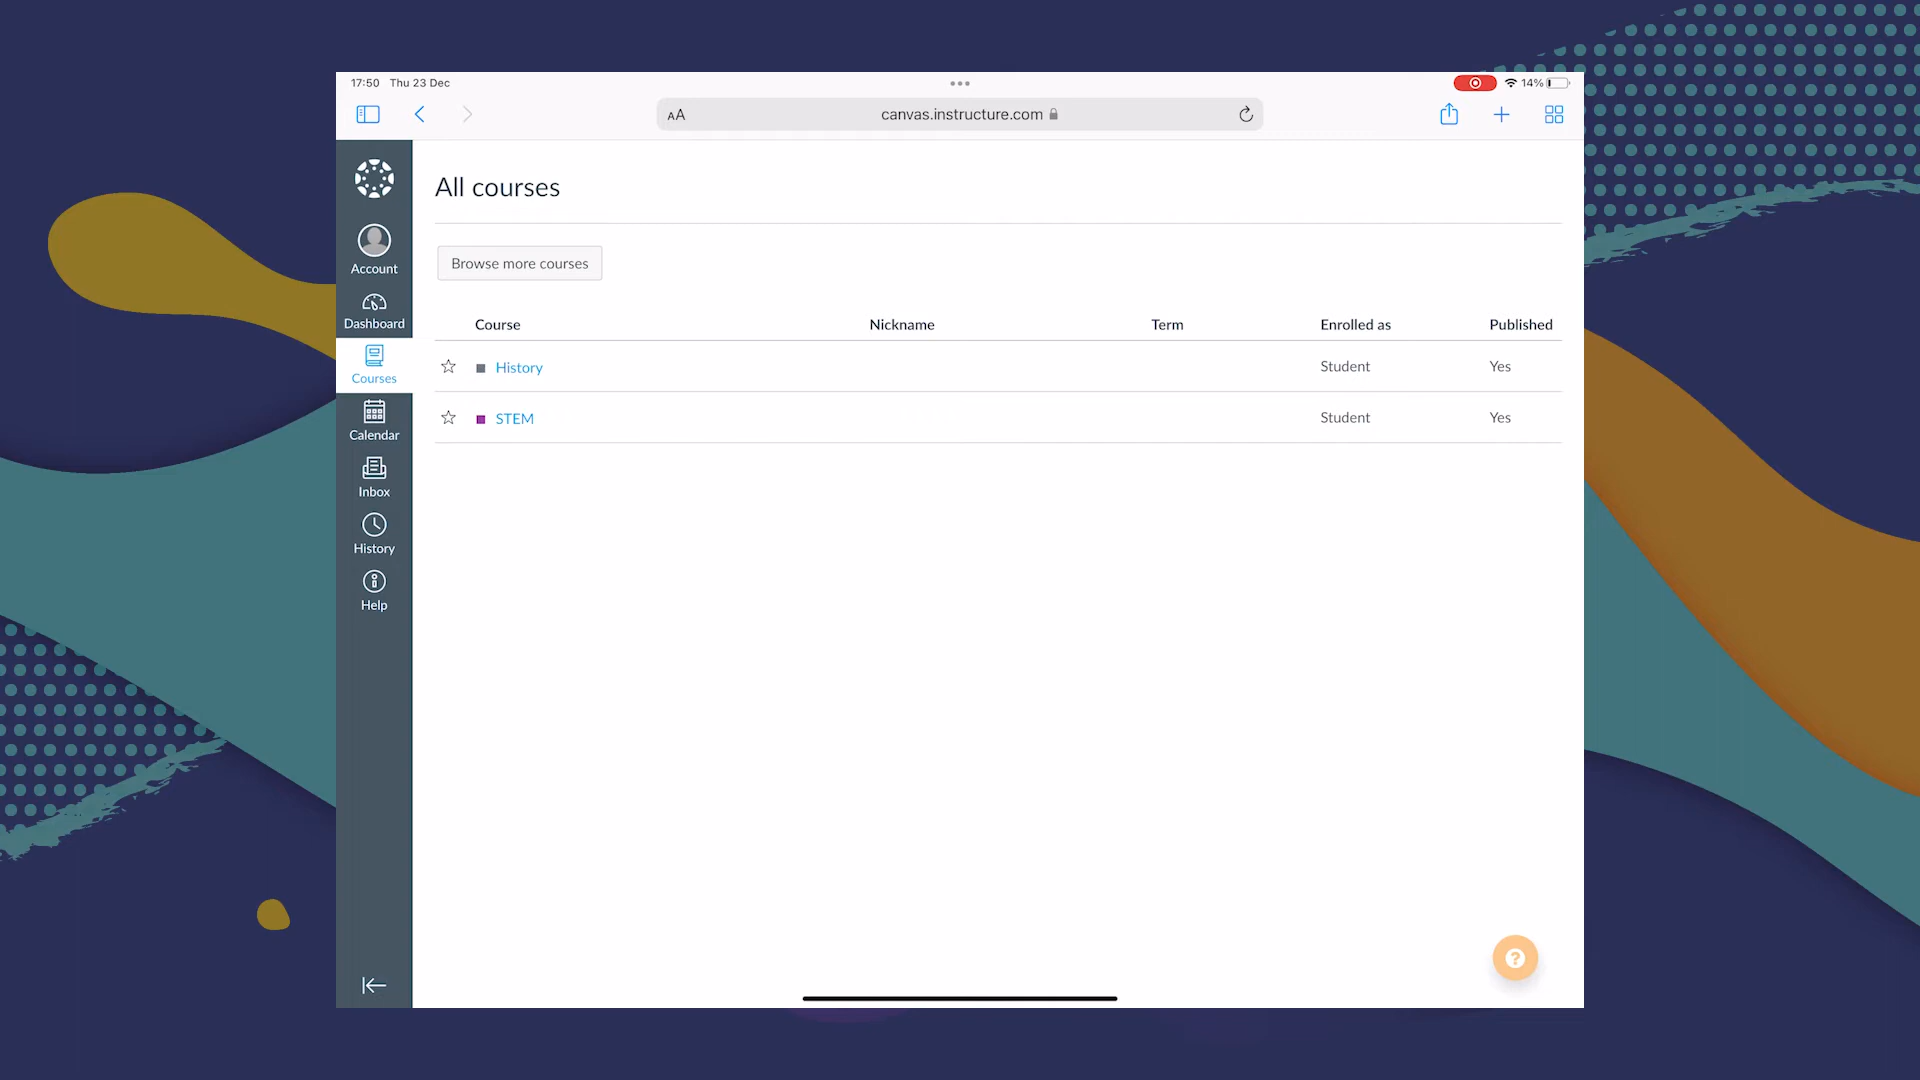 17:50 Thu 23 Dec
14%
AA
canvas.instructure.com
All courses
Account
Browse more courses
Dashboard
Course Nickname Term Enrolled as Published
Courses
History Student Yes
STEM Student Yes
Calendar
Inbox
History
Help
?